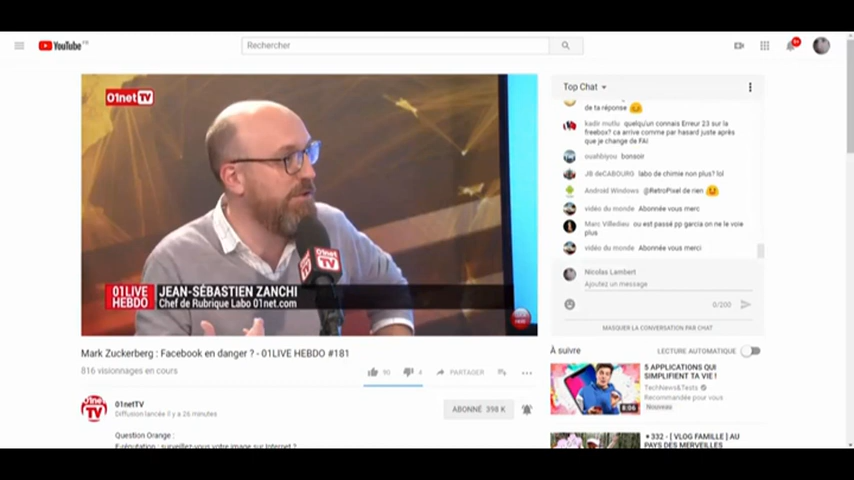 YouTube FR
Rechercher
9+
01net TV
01net TV
01LIVE HEBDO
JEAN-SÉBASTIEN ZANCHI
Chef de Rubrique Labo 01net.com
Mark Zuckerberg : Facebook en danger ? - 01LIVE HEBDO #181
816 visionnages en cours
90
4
PARTAGER
01netTV
Diffusion lancée il y a 26 minutes
ABONNÉ 398 K
Question Orange :
E-réputation : surveillez-vous votre image sur Internet ?
Top Chat
de ta réponse
kadir mutlu quelqu'un connais Erreur 23 sur la
freebox? ca arrive comme par hasard juste après
que je change de FAI
ouahbiyou bonsoir
JB deCABOURG labo de chimie non plus? lol
Android Windows @RetroPixel de rien
vidéo du monde Abonnée vous merc
Marc Villedieu ou est passé pp garcia on ne le voie
plus
vidéo du monde Abonnée vous merci
Nicolas Lambert
Ajoutez un message
0/200
MASQUER LA CONVERSATION PAR CHAT
À suivre
LECTURE AUTOMATIQUE
5 APPLICATIONS QUI
SIMPLIFIENT TA VIE !
TechNews&Tests
Recommandée pour vous
Nouveau
8:06
♦332 - [ VLOG FAMILLE ] AU
PAYS DES MERVEILLES